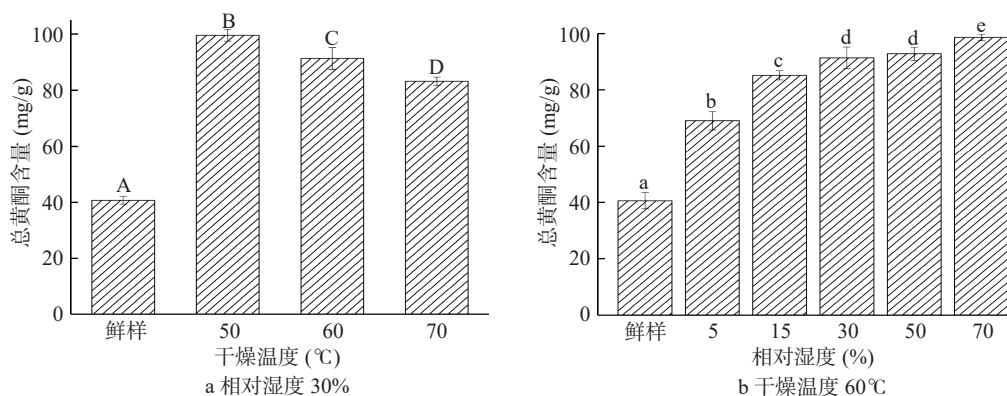 总黄酮含量 (mg/g)
100
80
60
40
20
0
A
B
C
D
鲜样 50 60 70
干燥温度 (℃)
a 相对湿度 30%
总黄酮含量 (mg/g)
100
80
60
40
20
0
a
b
c
d
d
e
鲜样 5 15 30 50 70
相对湿度 (%)
b 干燥温度 60℃